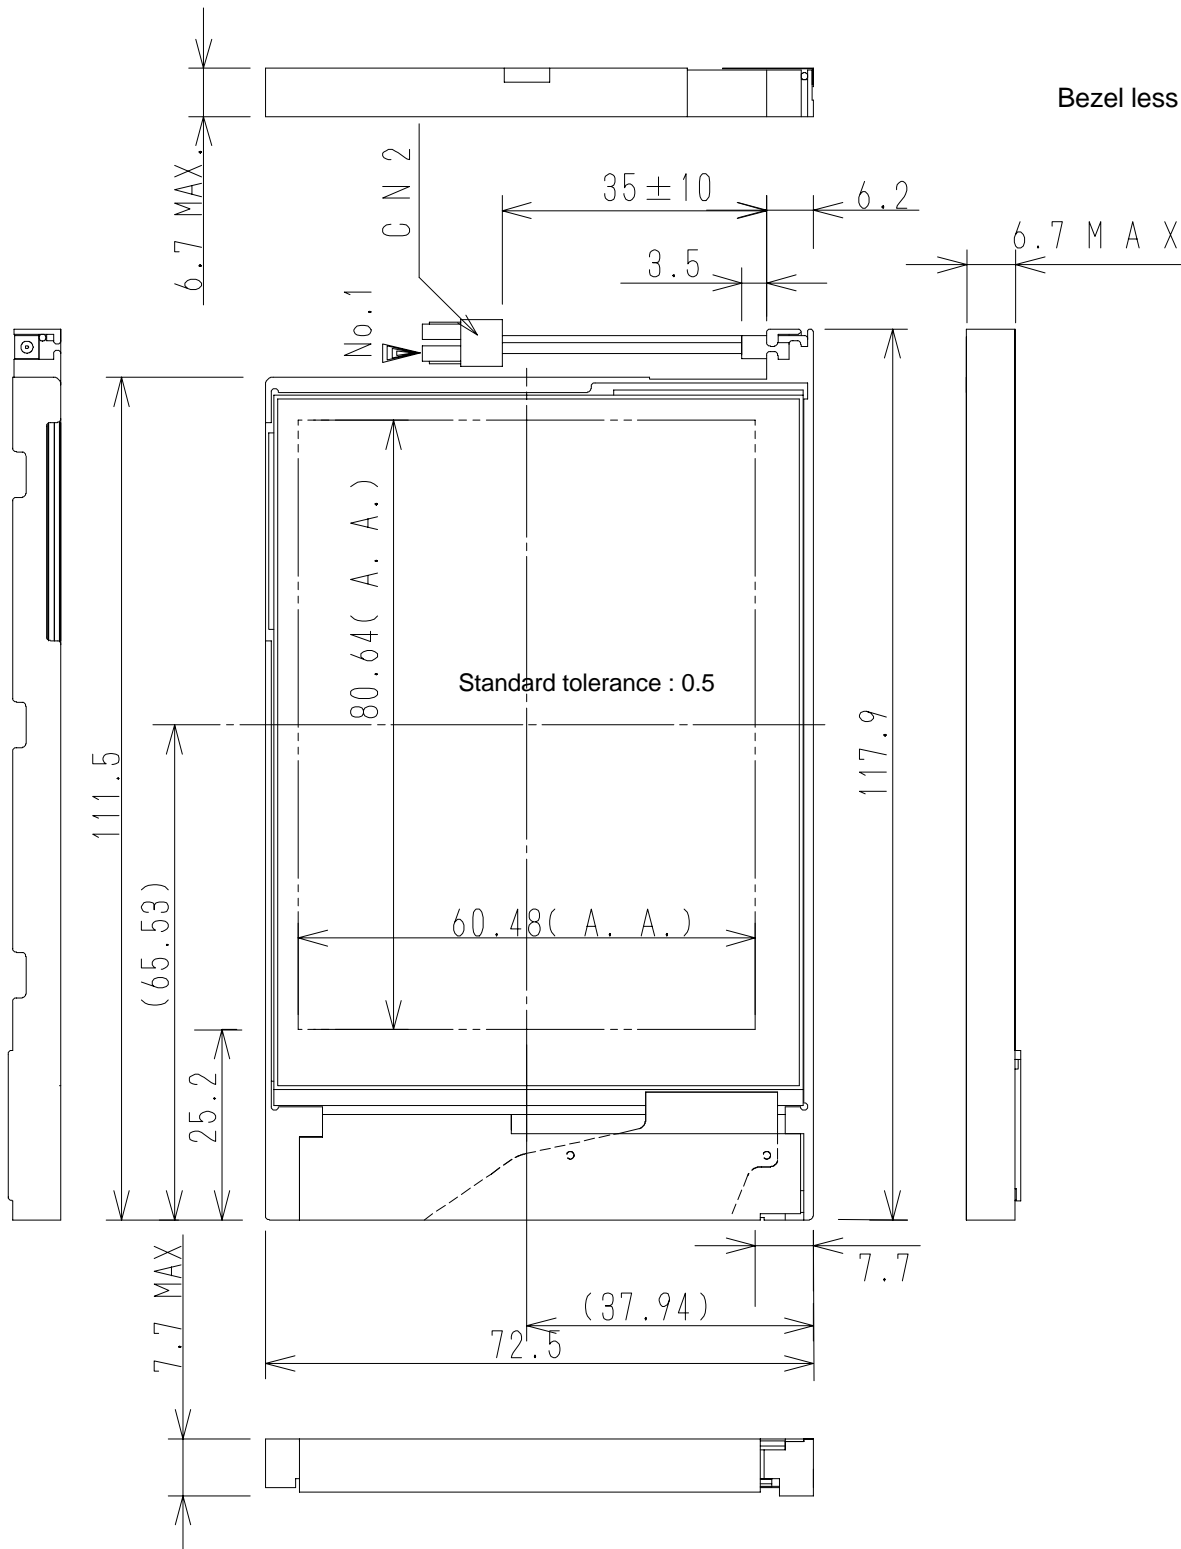 Bezel less
6.7 MAX.
CN2
35±10
6.2
6.7 MAX
3.5
No.1
80.64( A. A.)
Standard tolerance : 0.5
117.9
111.5
(65.53)
60.48( A. A.)
25.2
7.7
7.7 MAX
(37.94)
72.5